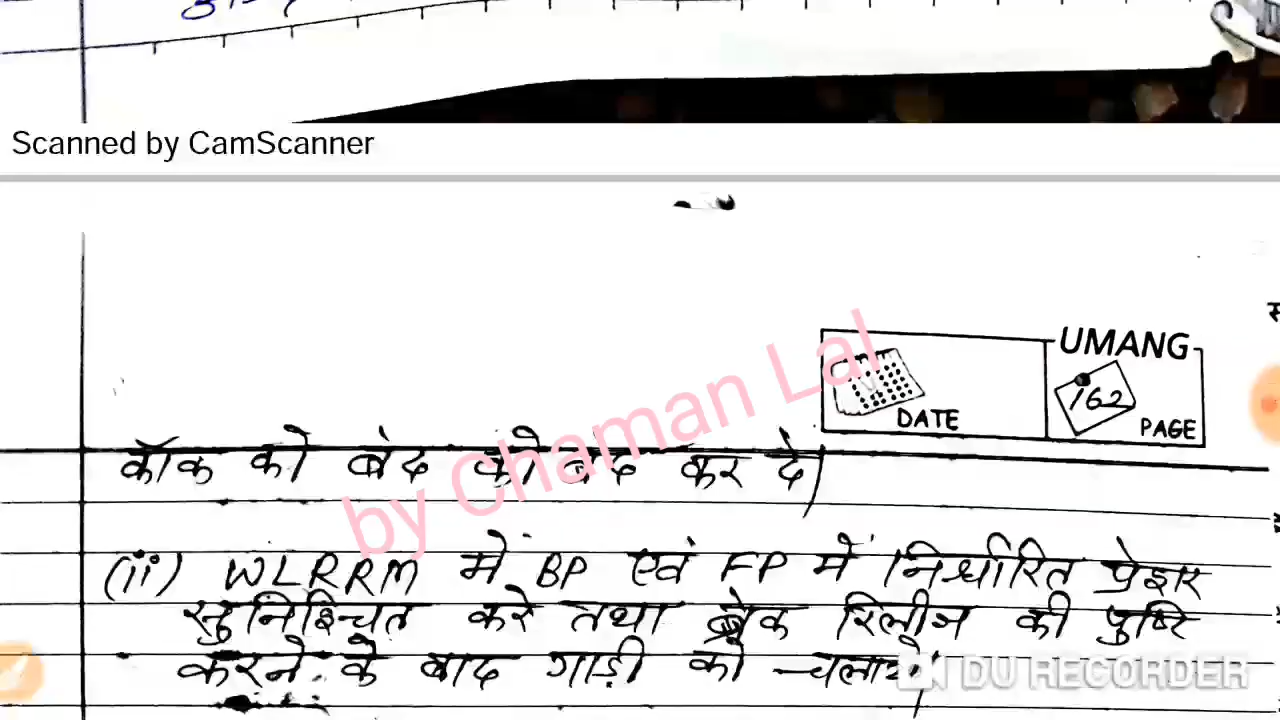 Scanned by CamScanner
UMANG
162
DATE
PAGE
by Chaman Lal
कॉक को बंद को बंद कर दे।
(ii) WLRRM में BP एवं FP में निर्धारित प्रेशर
सुनिश्चित करे तथा ब्रेक रिलीज की पुष्टि
करने के बाद गाड़ी को चलाये।
DU RECORDER